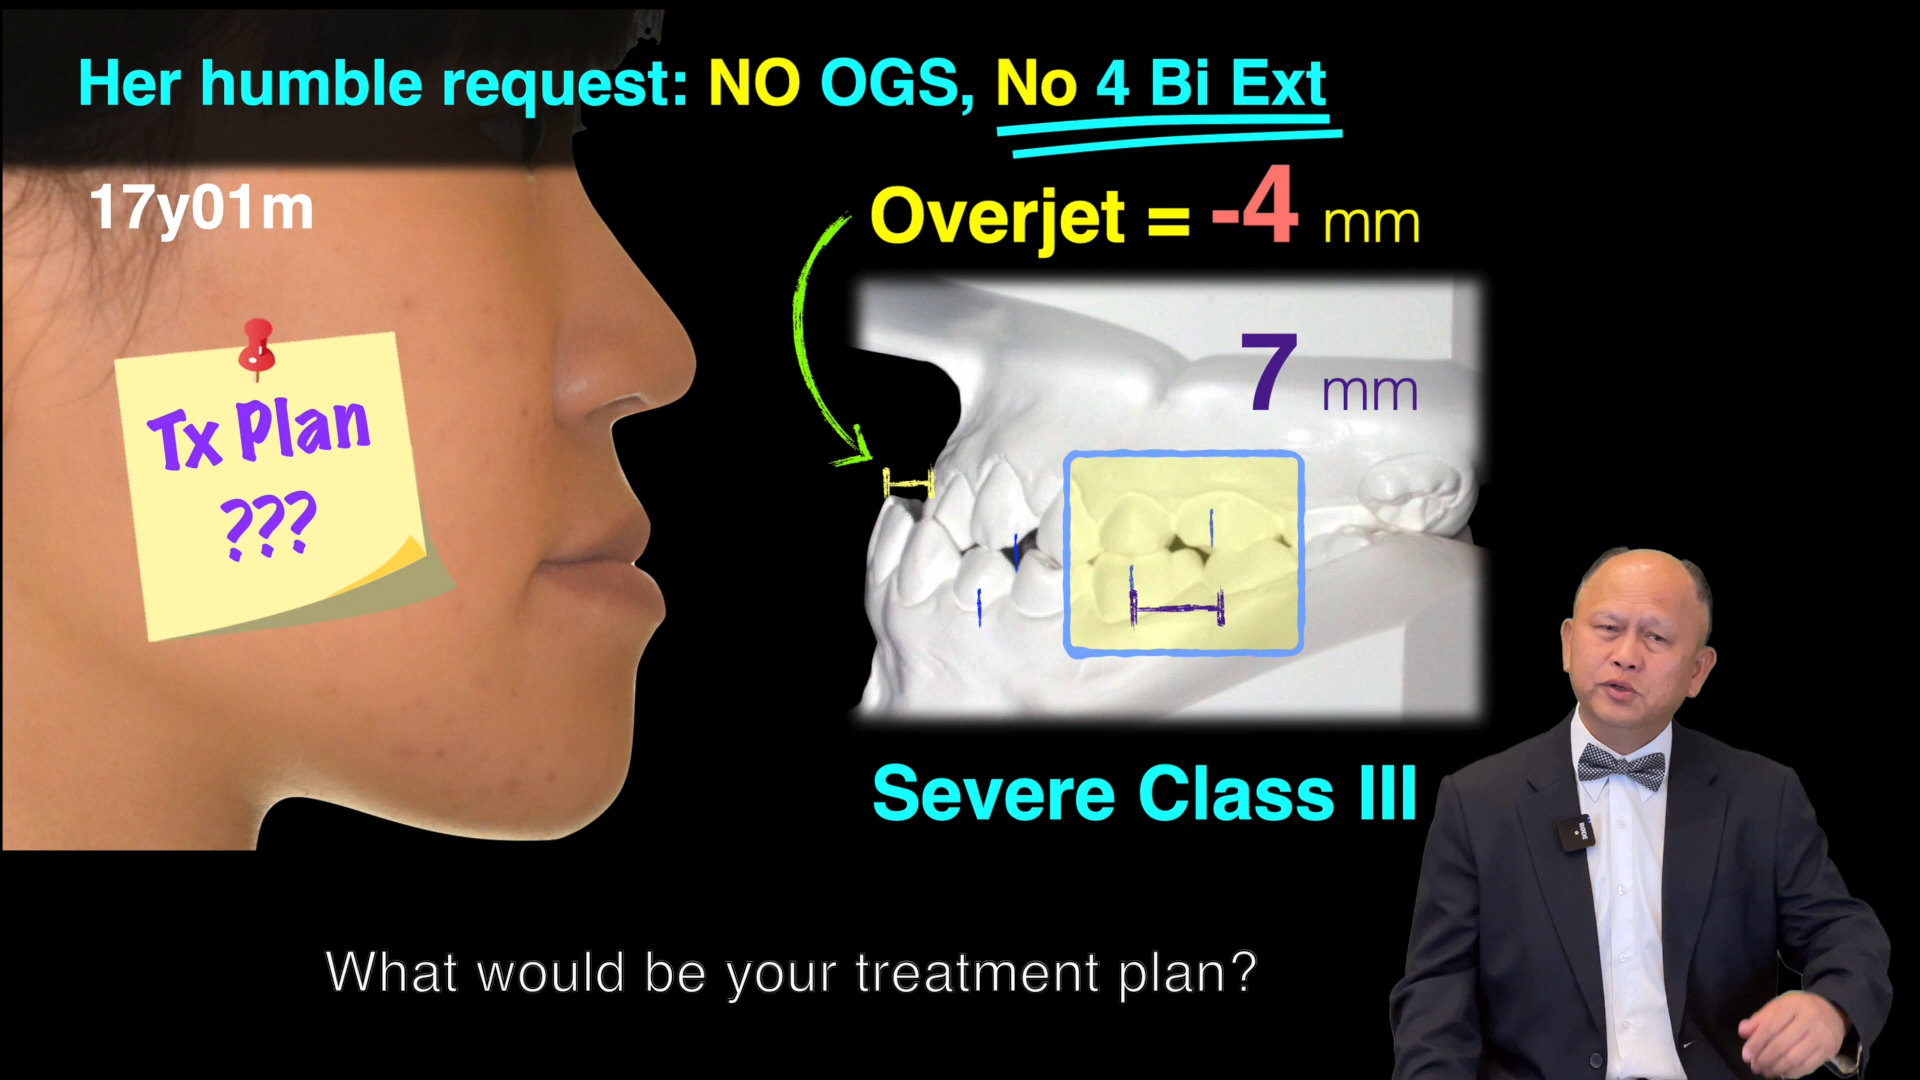 Her humble request: NO OGS, No 4 Bi Ext
17y01m
Overjet = -4 mm
7 mm
Tx Plan
???
Severe Class III
What would be your treatment plan?